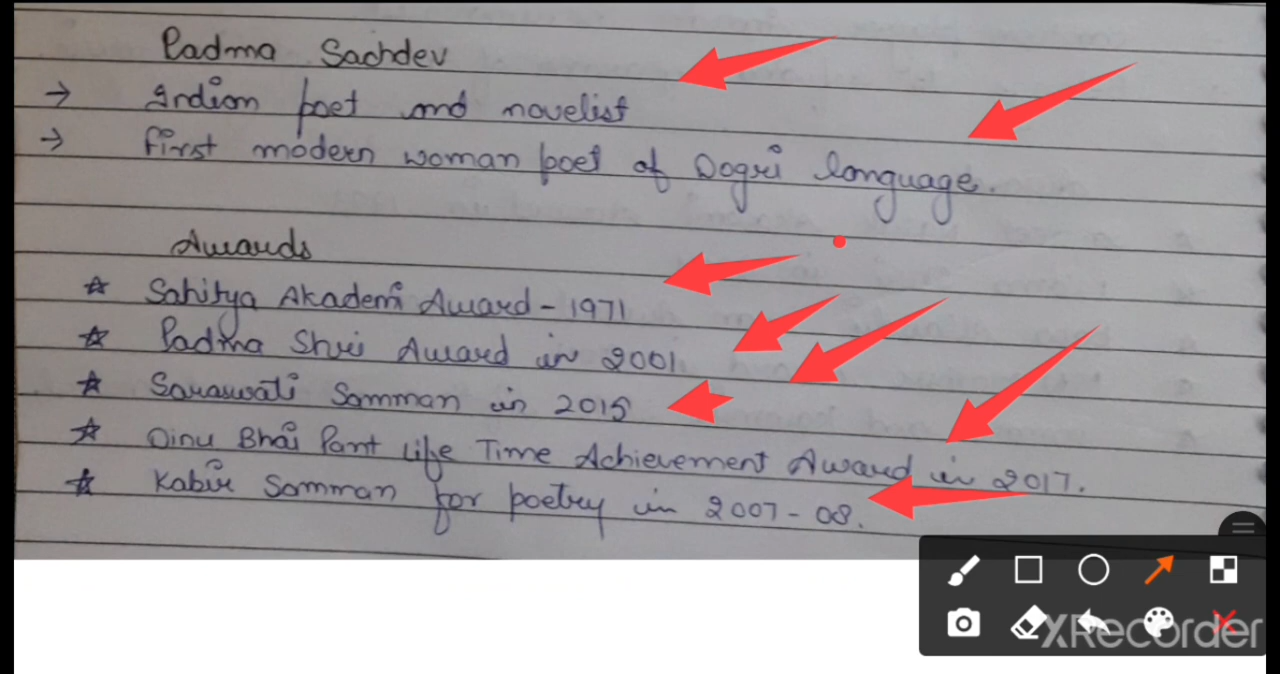 Padma Sachdev
→ Indian poet and novelist
→ first modern woman poet of Dogri language.
Awards
☆ Sahitya Akademi Award - 1971
☆ Padma Shri Award in 2001
☆ Saraswati Samman in 2015
☆ Dinu Bhai Pant Life Time Achievement Award in 2017.
☆ Kabir Samman for poetry in 2007 - 08.
XRecorder